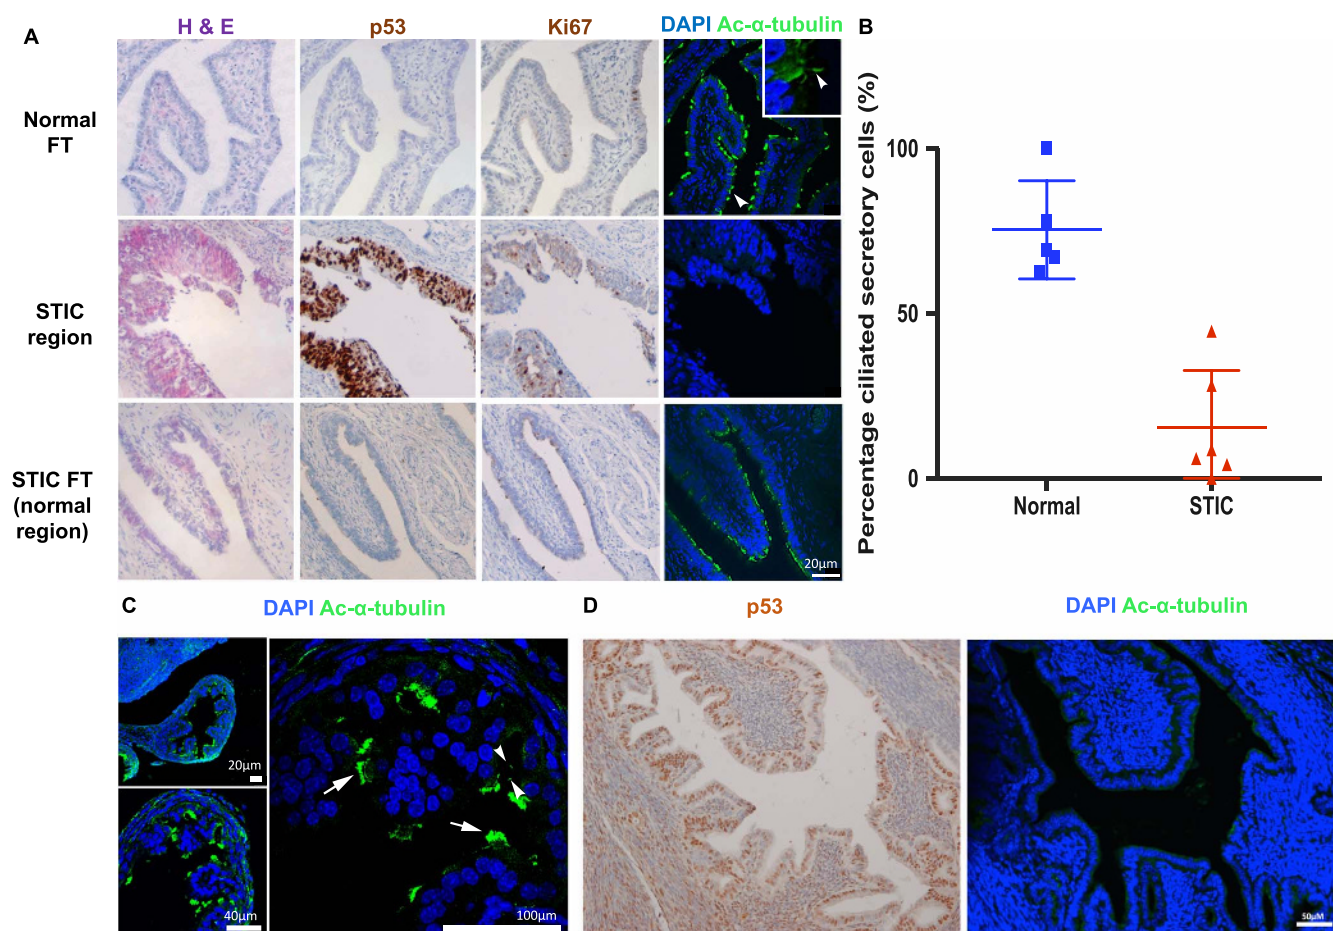 A
H & E
p53
Ki67
DAPI Ac-α-tubulin
B
Normal
FT
STIC
region
STIC FT
(normal
region)
20µm
Percentage ciliated secretory cells (%)
100
50
0
Normal
STIC
C
DAPI Ac-α-tubulin
20µm
40µm
100µm
D
p53
DAPI Ac-α-tubulin
50µM